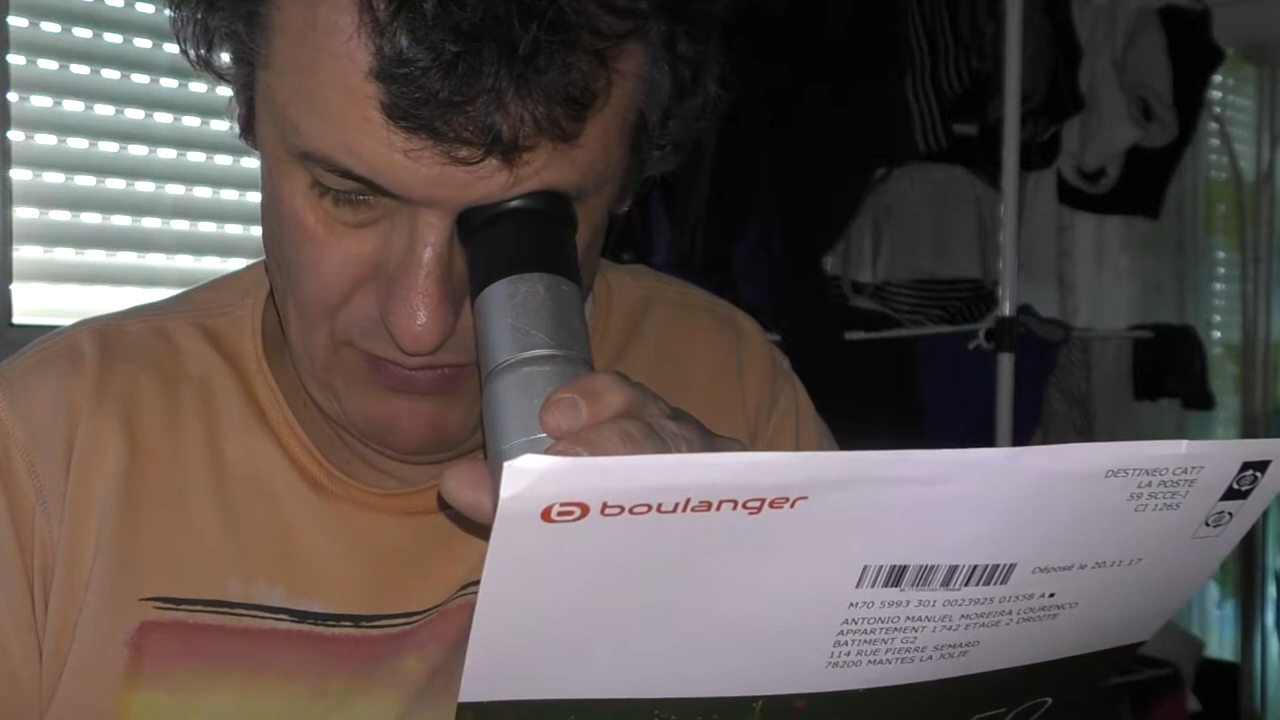 boulanger
DESTINEO CAT7
LA POSTE
59 SCCE-I
CI 1265
Déposé le 20.11.17
M70 5993 301 0023925 01558 A
ANTONIO MANUEL MOREIRA LOURENCO
APPARTEMENT 1742 ETAGE 2 DROITE
BATIMENT G2
114 RUE PIERRE SEMARD
78200 MANTES LA JOLIE